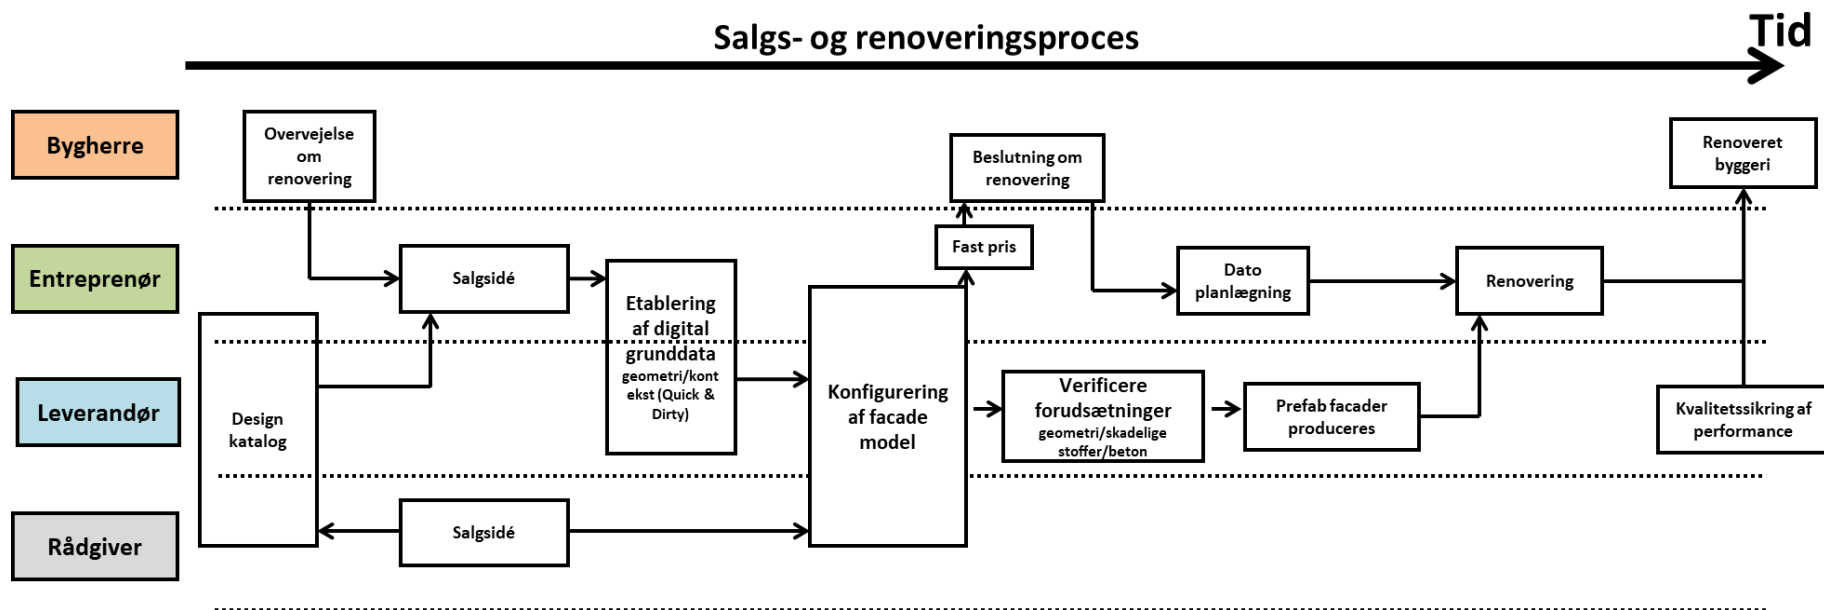 Salgs- og renoveringsproces
Tid
Bygherre
Overvejelse
om
renovering
Beslutning om
renovering
Renoveret
byggeri
Entreprenør
Salgsidé
Etablering
af digital
grunddata
geometri/kont
ekst (Quick &
Dirty)
Fast pris
Dato
planlægning
Renovering
Leverandør
Design
katalog
Konfigurering
af facade
model
Verificere
forudsætninger
geometri/skadelige
stoffer/beton
Prefab facader
produceres
Kvalitetssikring af
performance
Rådgiver
Salgsidé